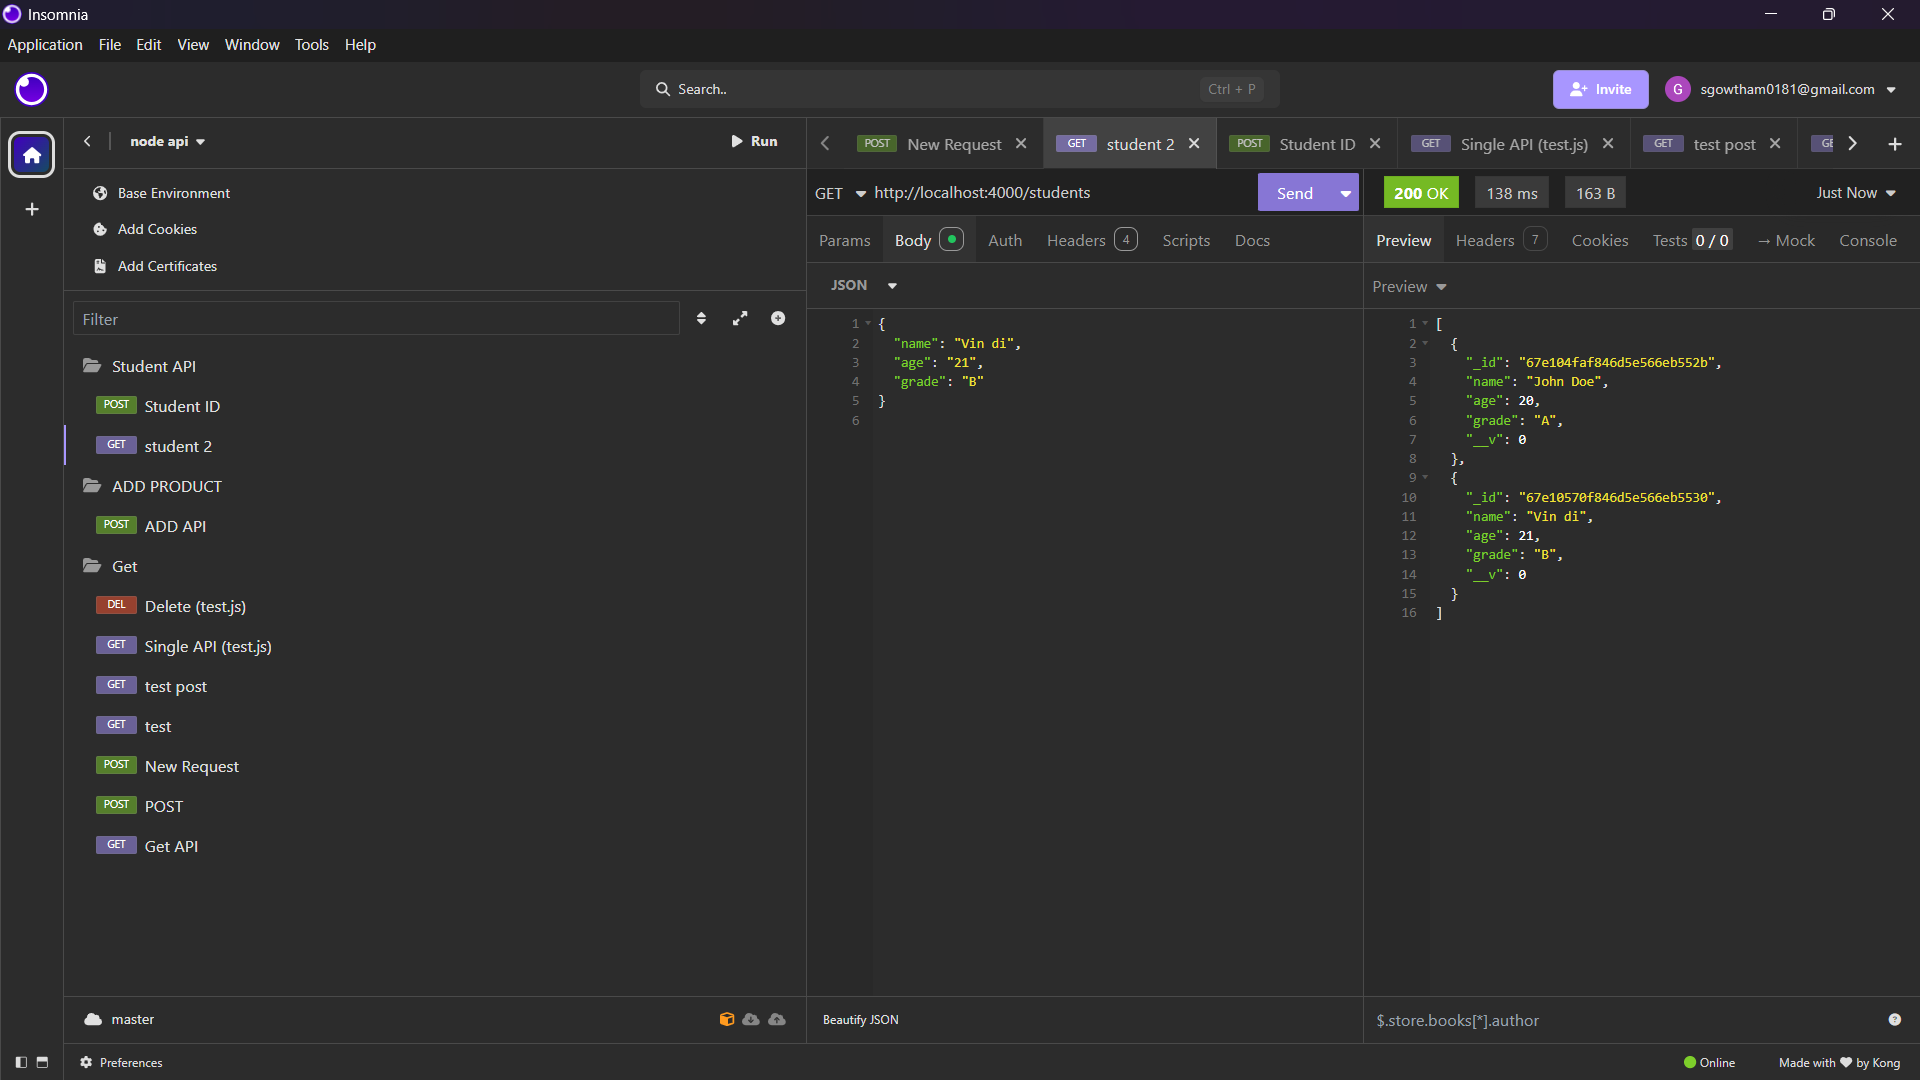 Insomnia
Application File Edit View Window Tools Help
Search.. Ctrl + P
Invite
G sgowtham0181@gmail.com
node api
Run
Base Environment
Add Cookies
Add Certificates
Filter
Student API
POST Student ID
GET student 2
ADD PRODUCT
POST ADD API
Get
DEL Delete (test.js)
GET Single API (test.js)
GET test post
GET test
POST New Request
POST POST
GET Get API
master
Preferences
POST New Request
GET student 2
POST Student ID
GET Single API (test.js)
GET test post
GE
GET http://localhost:4000/students
Send
Params Body Auth Headers 4 Scripts Docs
JSON
1 {
2 "name": "Vin di",
3 "age": "21",
4 "grade": "B"
5 }
6
Beautify JSON
200 OK 138 ms 163 B Just Now
Preview Headers 7 Cookies Tests 0 / 0 → Mock Console
Preview
1 [
2 {
3 "_id": "67e104faf846d5e566eb552b",
4 "name": "John Doe",
5 "age": 20,
6 "grade": "A",
7 "__v": 0
8 },
9 {
10 "_id": "67e10570f846d5e566eb5530",
11 "name": "Vin di",
12 "age": 21,
13 "grade": "B",
14 "__v": 0
15 }
16 ]
$.store.books[*].author
Online
Made with ♥ by Kong